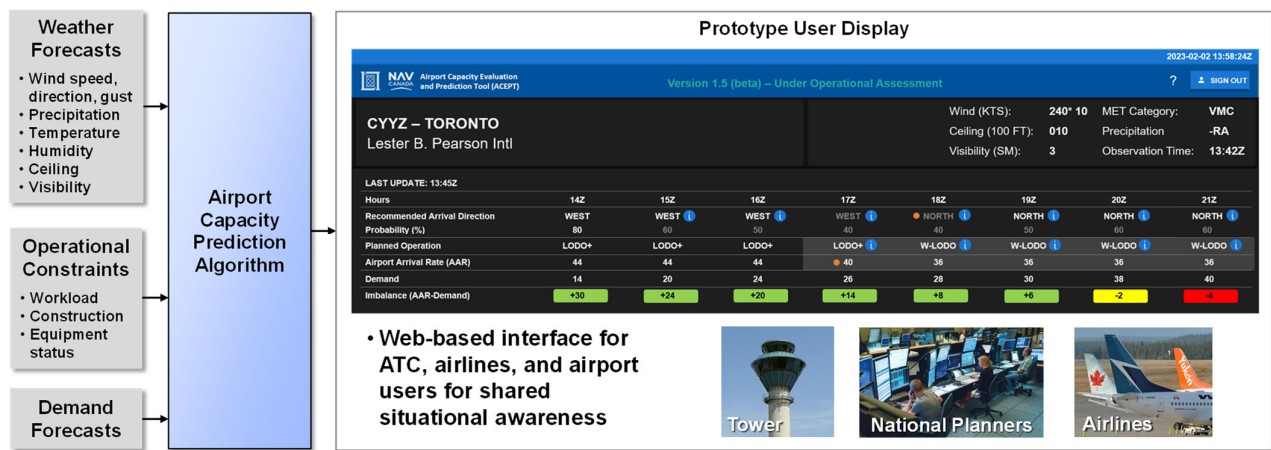 Weather
Forecasts
• Wind speed,
direction, gust
• Precipitation
• Temperature
• Humidity
• Ceiling
• Visibility
Operational
Constraints
• Workload
• Construction
• Equipment
status
Demand
Forecasts
Airport
Capacity
Prediction
Algorithm
Prototype User Display
2023-02-02 13:58:24Z
NAV CANADA Airport Capacity Evaluation
and Prediction Tool (ACEPT)
Version 1.5 (beta) – Under Operational Assessment
? SIGN OUT
CYYZ – TORONTO
Lester B. Pearson Intl
Wind (KTS): 240° 10 MET Category: VMC
Ceiling (100 FT): 010 Precipitation -RA
Visibility (SM): 3 Observation Time: 13:42Z
LAST UPDATE: 13:45Z
Hours 14Z 15Z 16Z 17Z 18Z 19Z 20Z 21Z
Recommended Arrival Direction WEST WEST i WEST i WEST i NORTH i NORTH i NORTH i NORTH i
Probability (%) 80 60 50 40 40 50 60 60
Planned Operation LODO+ LODO+ LODO+ LODO+ i W-LODO i W-LODO i W-LODO i W-LODO i
Airport Arrival Rate (AAR) 44 44 44 40 36 36 36 36
Demand 14 20 24 26 28 30 38 40
Imbalance (AAR-Demand) +30 +24 +20 +14 +8 +6 -2 -4
• Web-based interface for
ATC, airlines, and airport
users for shared
situational awareness
Tower
National Planners
Yukon
Airlines